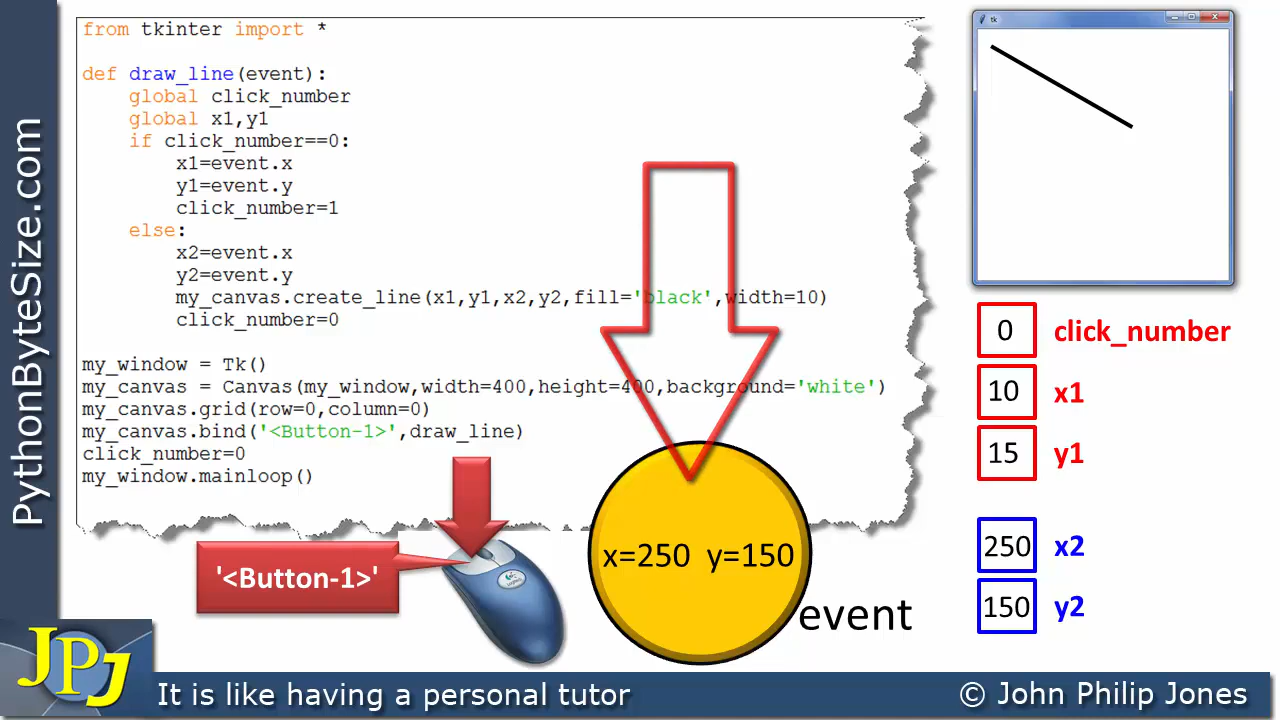 PythonByteSize.com
from tkinter import *
def draw_line(event):
    global click_number
    global x1,y1
    if click_number==0:
        x1=event.x
        y1=event.y
        click_number=1
    else:
        x2=event.x
        y2=event.y
        my_canvas.create_line(x1,y1,x2,y2,fill='black',width=10)
        click_number=0
my_window = Tk()
my_canvas = Canvas(my_window,width=400,height=400,background='white')
my_canvas.grid(row=0,column=0)
my_canvas.bind('<Button-1>',draw_line)
click_number=0
my_window.mainloop()
tk
0 click_number
10 x1
15 y1
250 x2
150 y2
'<Button-1>'
Logitech
x=250 y=150
event
JPJ
It is like having a personal tutor
© John Philip Jones